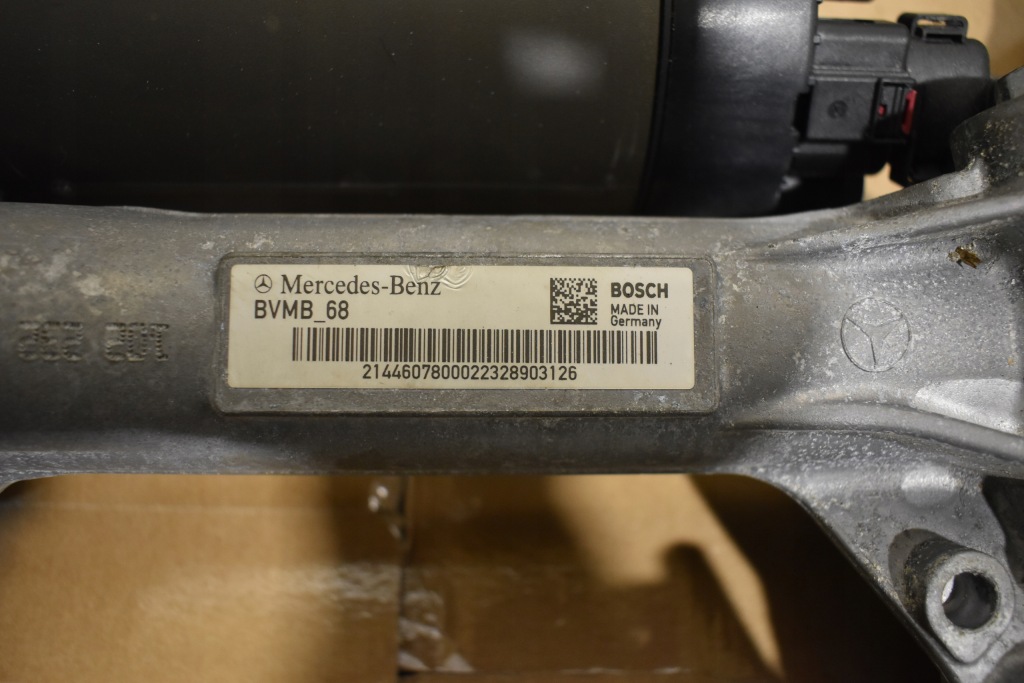 Mercedes-Benz
BVMB_68
BOSCH
MADE IN
Germany
2144607800022328903126